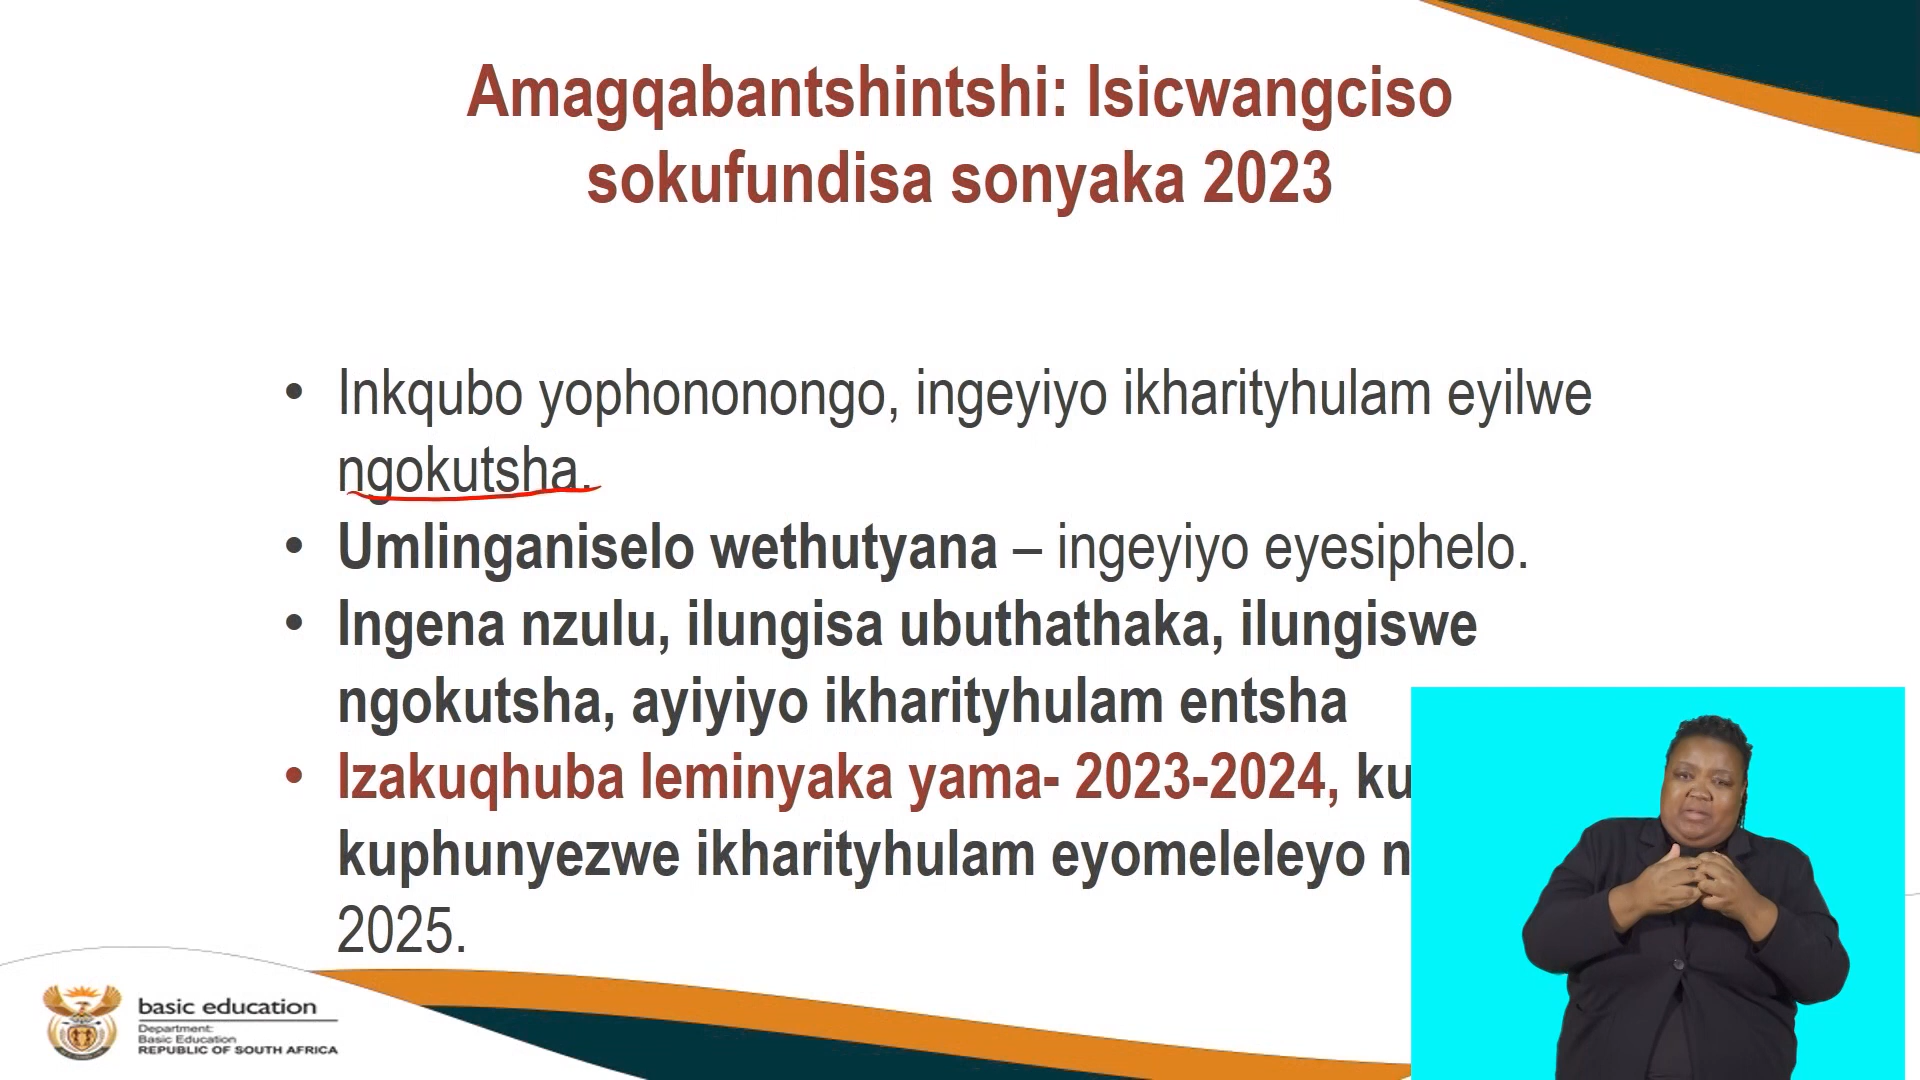 Amagqabantshintshi: Isicwangciso
sokufundisa sonyaka 2023
• Inkqubo yophononongo, ingeyiyo ikharityhulam eyilwe
ngokutsha.
• Umlinganiselo wethutyana – ingeyiyo eyesiphelo.
• Ingena nzulu, ilungisa ubuthathaka, ilungiswe
ngokutsha, ayiyiyo ikharityhulam entsha
• Izakuqhuba leminyaka yama- 2023-2024,
kuphunyezwe ikharityhulam eyomeleleyo
2025.
basic education
Department:
Basic Education
REPUBLIC OF SOUTH AFRICA